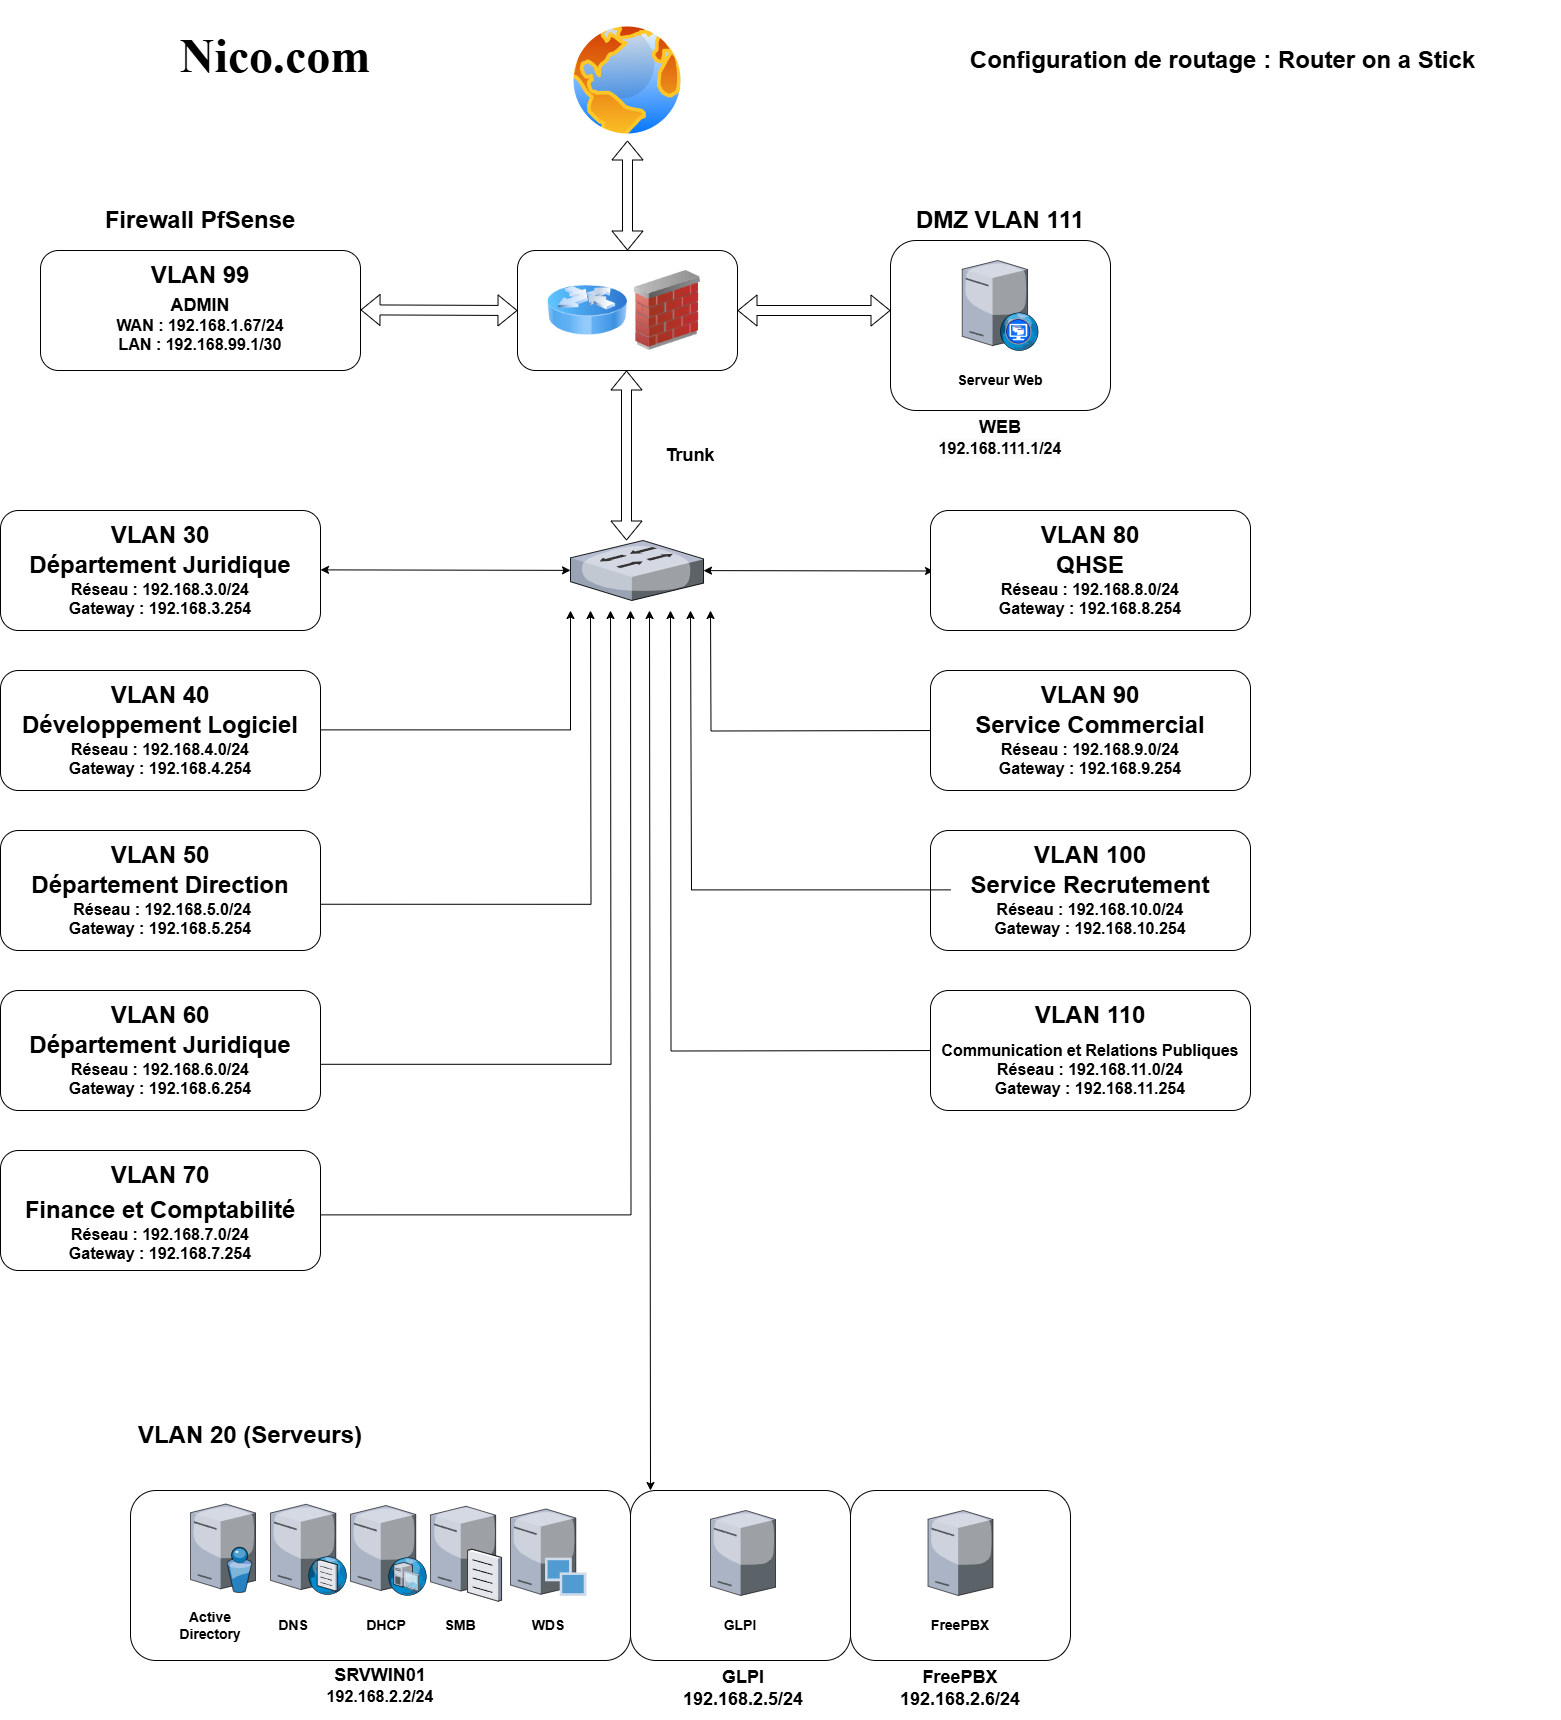 Nico.com
Configuration de routage : Router on a Stick
Firewall PfSense
VLAN 99
ADMIN
WAN : 192.168.1.67/24
LAN : 192.168.99.1/30
DMZ VLAN 111
Serveur Web
WEB
192.168.111.1/24
Trunk
VLAN 30
Département Juridique
Réseau : 192.168.3.0/24
Gateway : 192.168.3.254
VLAN 80
QHSE
Réseau : 192.168.8.0/24
Gateway : 192.168.8.254
VLAN 40
Développement Logiciel
Réseau : 192.168.4.0/24
Gateway : 192.168.4.254
VLAN 90
Service Commercial
Réseau : 192.168.9.0/24
Gateway : 192.168.9.254
VLAN 50
Département Direction
Réseau : 192.168.5.0/24
Gateway : 192.168.5.254
VLAN 100
Service Recrutement
Réseau : 192.168.10.0/24
Gateway : 192.168.10.254
VLAN 60
Département Juridique
Réseau : 192.168.6.0/24
Gateway : 192.168.6.254
VLAN 110
Communication et Relations Publiques
Réseau : 192.168.11.0/24
Gateway : 192.168.11.254
VLAN 70
Finance et Comptabilité
Réseau : 192.168.7.0/24
Gateway : 192.168.7.254
VLAN 20 (Serveurs)
Active
Directory
DNS
DHCP
SMB
WDS
GLPI
FreePBX
SRVWIN01
192.168.2.2/24
GLPI
192.168.2.5/24
FreePBX
192.168.2.6/24